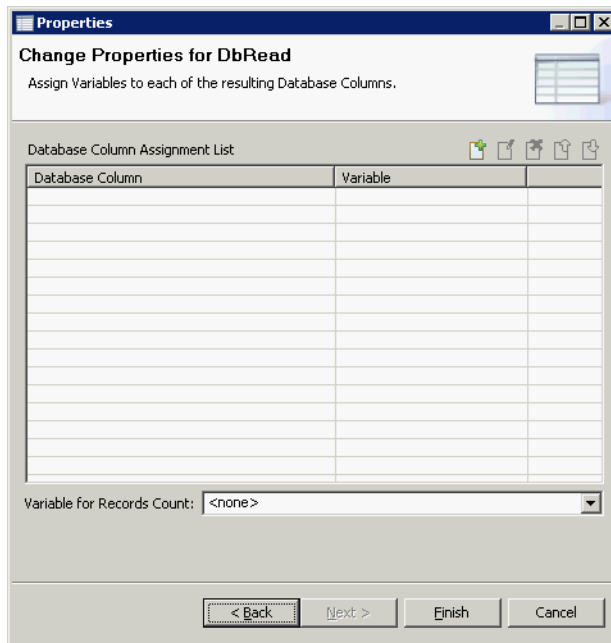 Properties
Change Properties for DbRead
Assign Variables to each of the resulting Database Columns.
Database Column Assignment List
Database Column Variable
Variable for Records Count: <none>
< Back Next > Finish Cancel